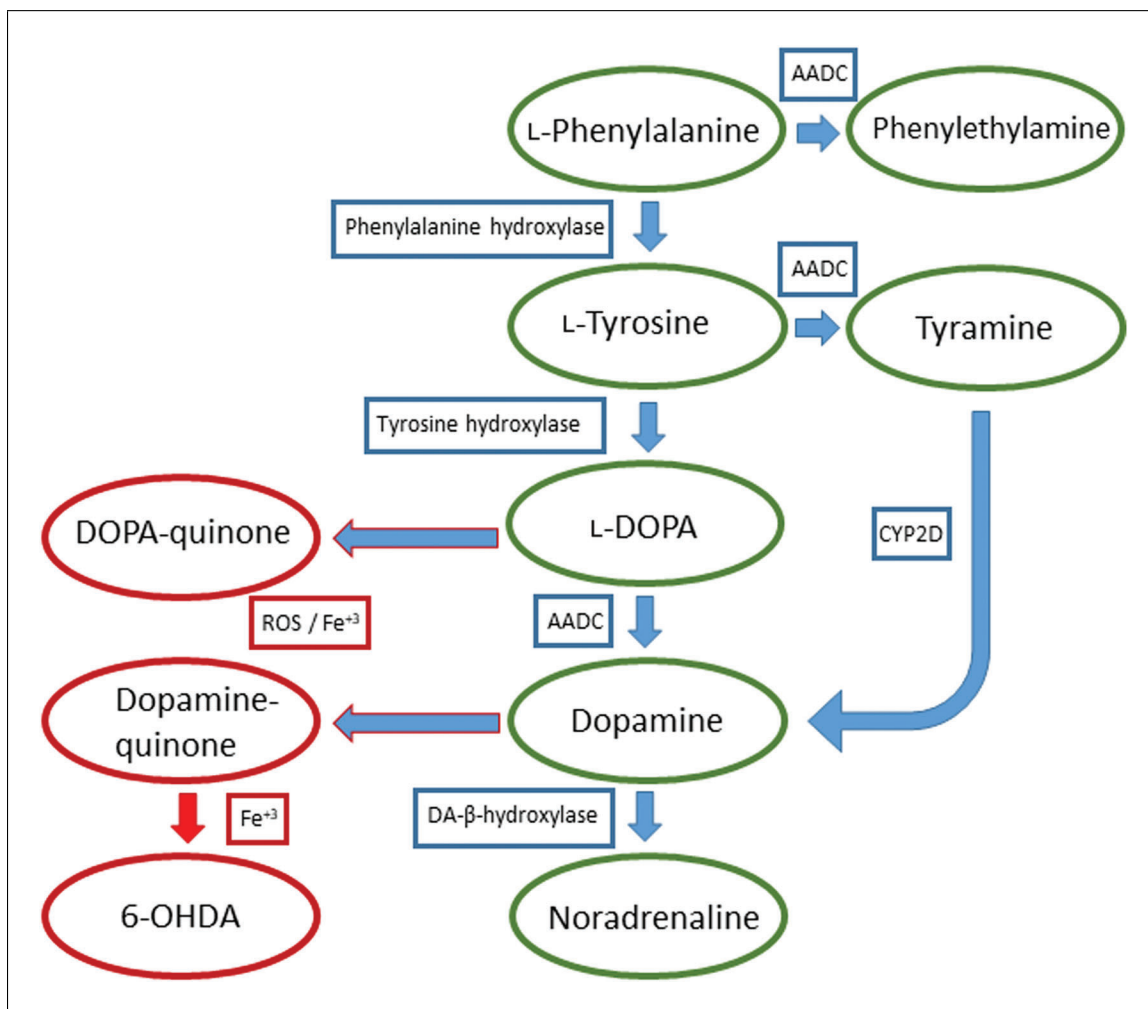 AADC
ʟ-Phenylalanine
Phenylethylamine
Phenylalanine hydroxylase
AADC
ʟ-Tyrosine
Tyramine
Tyrosine hydroxylase
DOPA-quinone
ʟ-DOPA
CYP2D
ROS / Fe⁺³
AADC
Dopamine-
quinone
Dopamine
Fe⁺³
DA-β-hydroxylase
6-OHDA
Noradrenaline